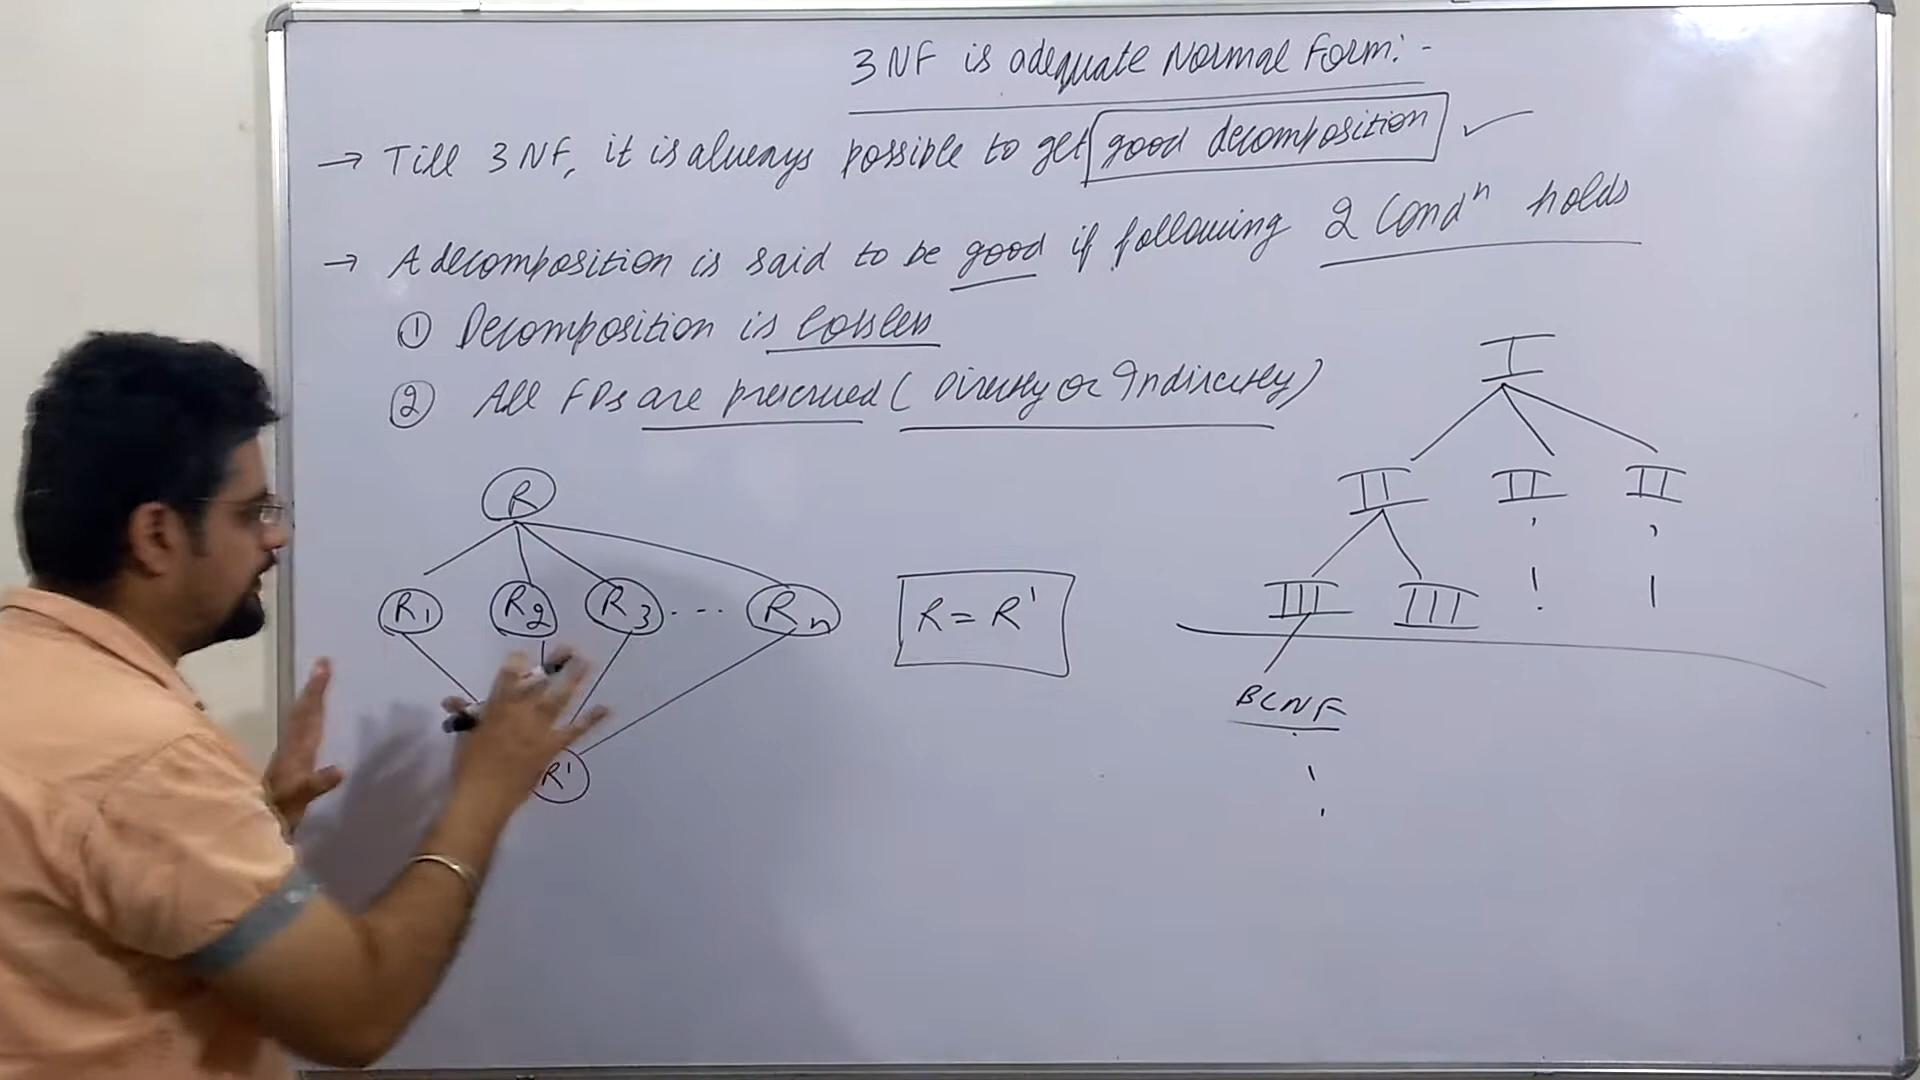 3NF is adequate Normal Form: -
→ Till 3NF, it is always possible to get good decomposition ✓
→ A decomposition is said to be good if following 2 Condⁿ holds
① Decomposition is lossless
② All FDs are preserved ( Directly or Indirectly)
I
R
II II II
R1 R2 R3 .... Rn
R = R'
III III
BCNF
R'